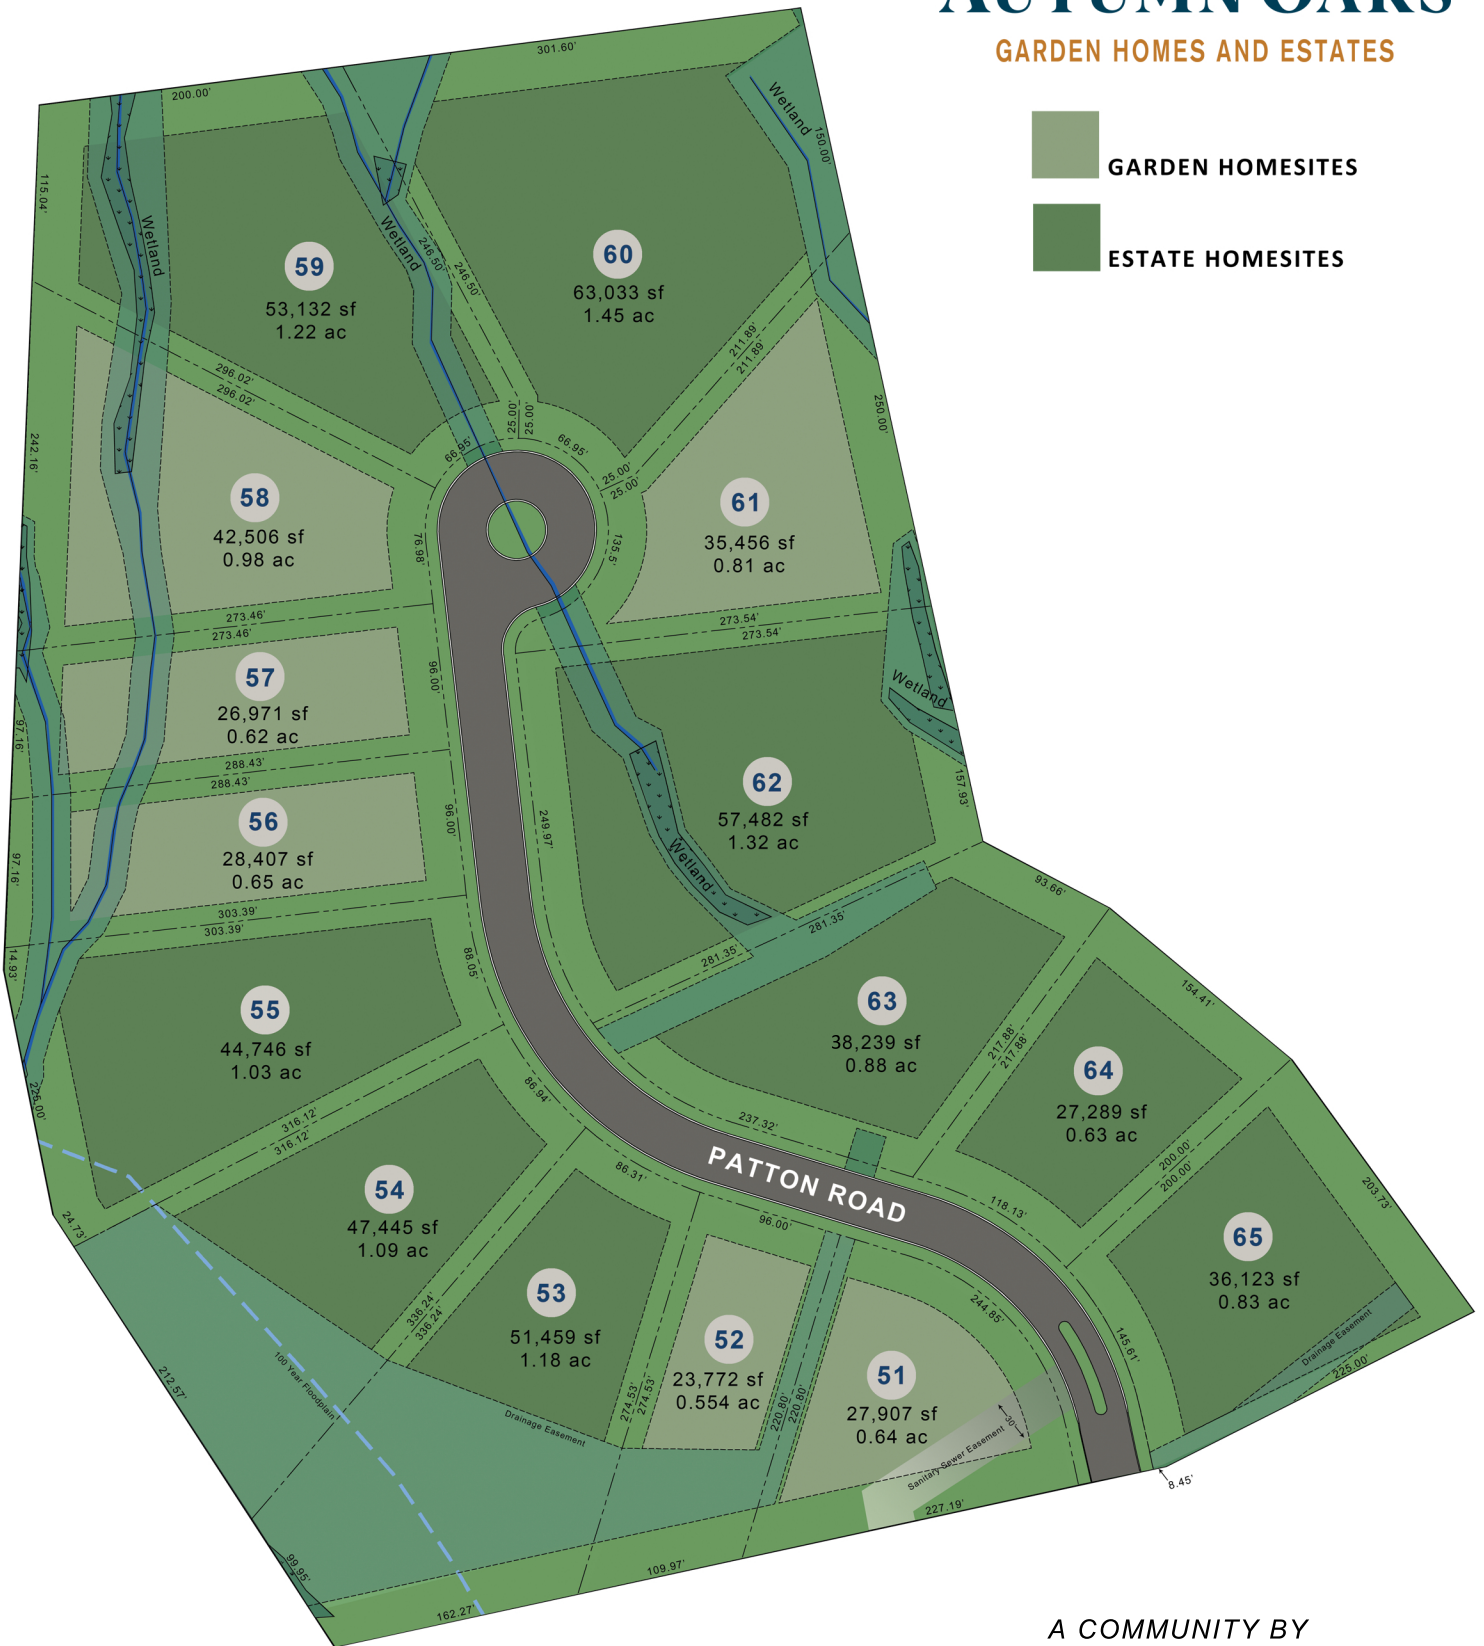 AUTUMN OAKS
GARDEN HOMES AND ESTATES
GARDEN HOMESITES
ESTATE HOMESITES
301.60'
200.00'
115.04'
Wetland
Wetland
246.50'
246.50'
Wetland
150.00'
59
53,132 sf
1.22 ac
60
63,033 sf
1.45 ac
211.89'
211.89'
296.02'
296.02'
25.00'
25.00'
66.95'
66.95'
25.00'
25.00'
250.00'
242.16'
58
42,506 sf
0.98 ac
76.98'
135.5'
61
35,456 sf
0.81 ac
273.46'
273.46'
273.54'
273.54'
57
26,971 sf
0.62 ac
96.00'
97.16'
Wetland
288.43'
288.43'
62
57,482 sf
1.32 ac
157.93'
56
28,407 sf
0.65 ac
96.00'
249.97'
97.16'
Wetland
93.66'
303.39'
303.39'
281.35'
281.35'
14.93'
88.05'
55
44,746 sf
1.03 ac
63
38,239 sf
0.88 ac
154.41'
217.88'
217.88'
64
27,289 sf
0.63 ac
226.00'
86.94'
316.12'
316.12'
237.32'
PATTON ROAD
200.00'
200.00'
54
47,445 sf
1.09 ac
86.31'
96.00'
118.13'
203.73'
24.73'
65
36,123 sf
0.83 ac
53
51,459 sf
1.18 ac
336.24'
336.24'
244.85'
145.61'
52
23,772 sf
0.554 ac
51
27,907 sf
0.64 ac
Drainage Easement
225.00'
212.57'
100 Year Floodplain
274.53'
274.53'
220.80'
220.80'
30'
Drainage Easement
Sanitary Sewer Easement
8.45'
227.19'
99.95'
109.97'
162.27'
A COMMUNITY BY